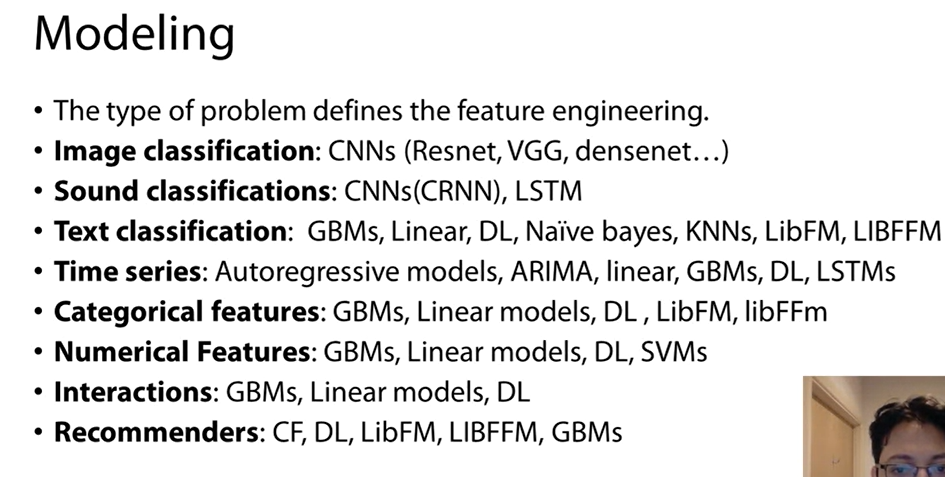 Modeling
• The type of problem defines the feature engineering.
• Image classification: CNNs (Resnet, VGG, densenet…)
• Sound classifications: CNNs(CRNN), LSTM
• Text classification:  GBMs, Linear, DL, Naïve bayes, KNNs, LibFM, LIBFFM
• Time series: Autoregressive models, ARIMA, linear, GBMs, DL, LSTMs
• Categorical features: GBMs, Linear models, DL , LibFM, libFFm
• Numerical Features: GBMs, Linear models, DL, SVMs
• Interactions: GBMs, Linear models, DL
• Recommenders: CF, DL, LibFM, LIBFFM, GBMs